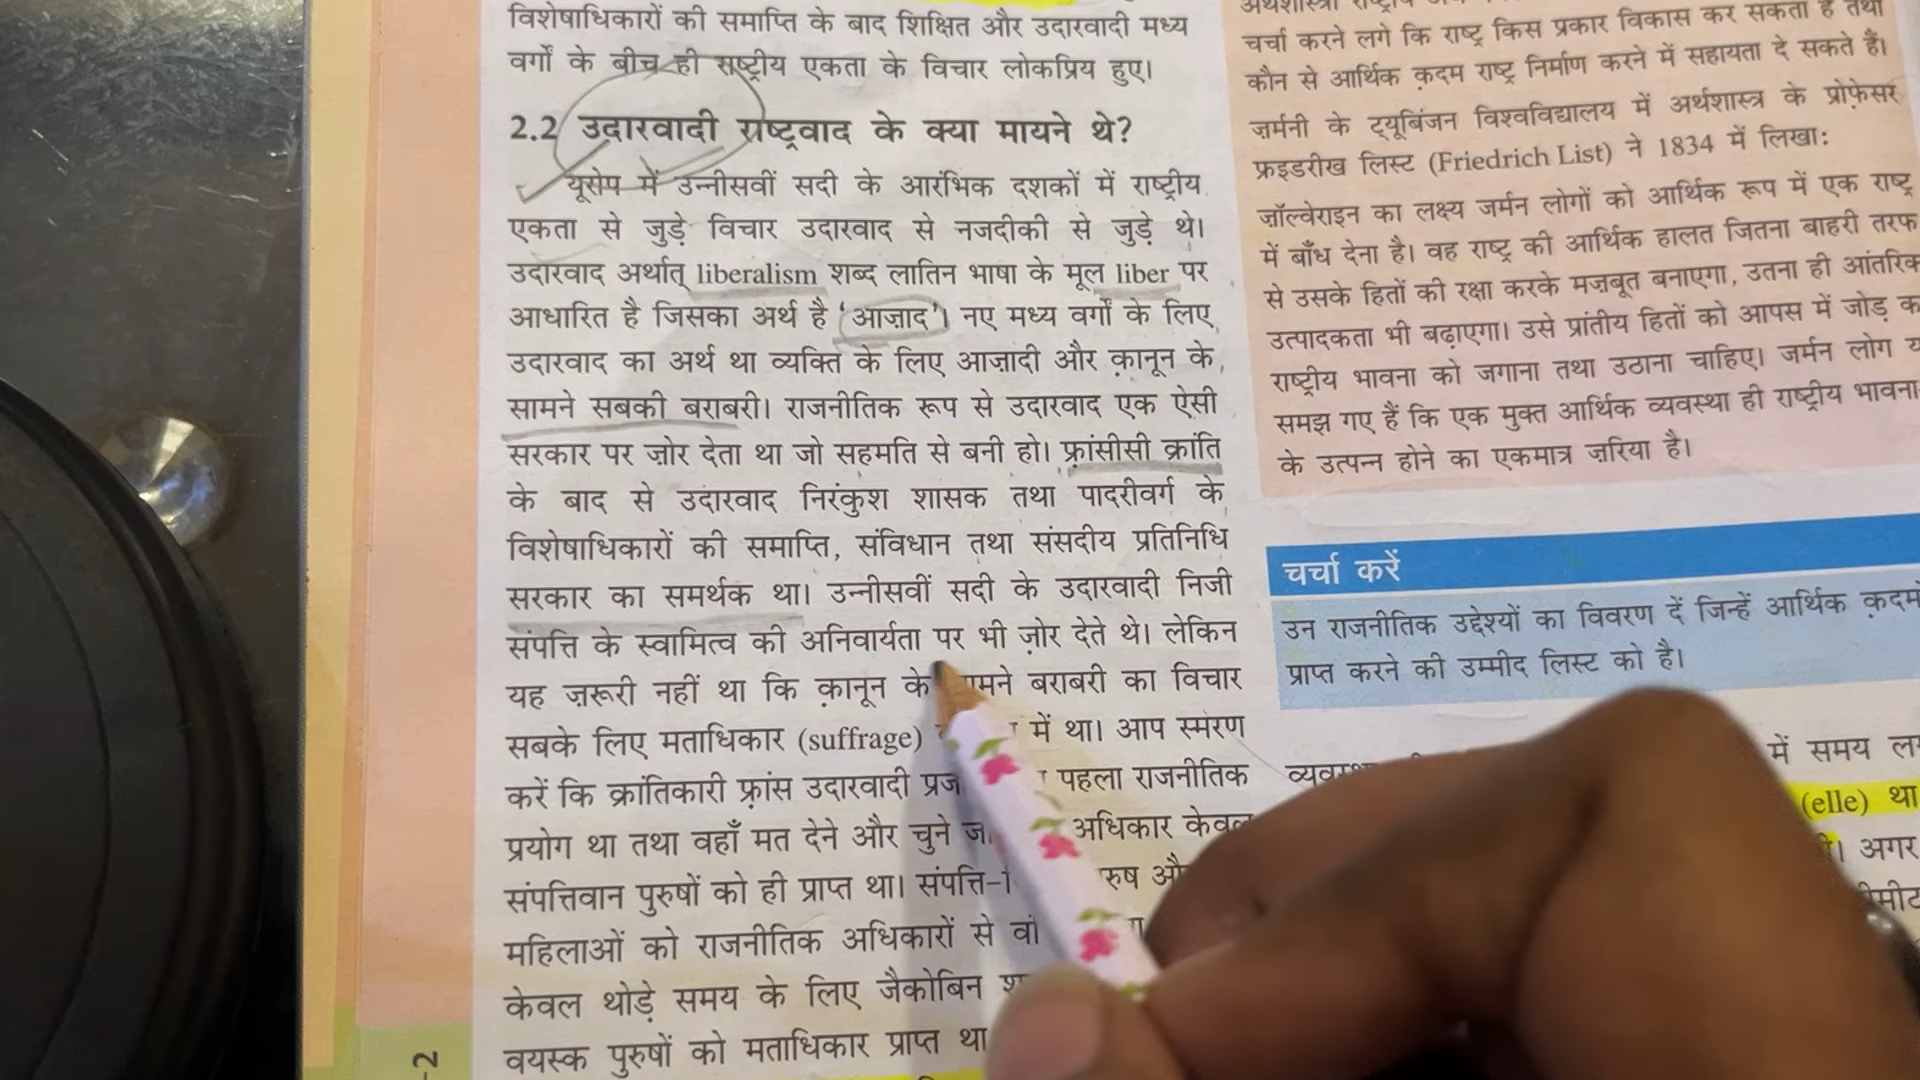 विशेषाधिकारों की समाप्ति के बाद शिक्षित और उदारवादी मध्य
वर्गों के बीच ही राष्ट्रीय एकता के विचार लोकप्रिय हुए।
2.2 उदारवादी राष्ट्रवाद के क्या मायने थे?
यूरोप में उन्नीसवीं सदी के आरंभिक दशकों में राष्ट्रीय
एकता से जुड़े विचार उदारवाद से नजदीकी से जुड़े थे।
उदारवाद अर्थात् liberalism शब्द लातिन भाषा के मूल liber पर
आधारित है जिसका अर्थ है ‘आज़ाद’। नए मध्य वर्गों के लिए
उदारवाद का अर्थ था व्यक्ति के लिए आज़ादी और क़ानून के
सामने सबकी बराबरी। राजनीतिक रूप से उदारवाद एक ऐसी
सरकार पर ज़ोर देता था जो सहमति से बनी हो। फ़्रांसीसी क्रांति
के बाद से उदारवाद निरंकुश शासक तथा पादरीवर्ग के
विशेषाधिकारों की समाप्ति, संविधान तथा संसदीय प्रतिनिधि
सरकार का समर्थक था। उन्नीसवीं सदी के उदारवादी निजी
संपत्ति के स्वामित्व की अनिवार्यता पर भी ज़ोर देते थे। लेकिन
यह ज़रूरी नहीं था कि क़ानून के बराबरी का विचार
सबके लिए मताधिकार (suffrage) में था। आप स्मरण
करें कि क्रांतिकारी फ़्रांस उदारवादी पहला राजनीतिक
प्रयोग था तथा वहाँ मत देने और चुने अधिकार केवल
संपत्तिवान पुरुषों को ही प्राप्त था।
महिलाओं को राजनीतिक अधिकारों से
केवल थोड़े समय के लिए जैकोबिन
वयस्क पुरुषों को मताधिकार प्राप्त था
चर्चा करने लगे कि राष्ट्र किस प्रकार विकास कर सकता है तथा
कौन से आर्थिक क़दम राष्ट्र निर्माण करने में सहायता दे सकते हैं।
ज़र्मनी के ट्यूबिंजन विश्वविद्यालय में अर्थशास्त्र के प्रोफ़ेसर
फ्रइडरीख लिस्ट (Friedrich List) ने 1834 में लिखा:
ज़ॉल्वेराइन का लक्ष्य जर्मन लोगों को आर्थिक रूप में एक राष्ट्र
में बाँध देना है। वह राष्ट्र की आर्थिक हालत जितना बाहरी तरफ
से उसके हितों की रक्षा करके मजबूत बनाएगा, उतना ही आंतरिक
उत्पादकता भी बढ़ाएगा। उसे प्रांतीय हितों को आपस में जोड़
राष्ट्रीय भावना को जगाना तथा उठाना चाहिए। जर्मन लोग
समझ गए हैं कि एक मुक्त आर्थिक व्यवस्था ही राष्ट्रीय भावना
के उत्पन्न होने का एकमात्र ज़रिया है।
चर्चा करें
उन राजनीतिक उद्देश्यों का विवरण दें जिन्हें आर्थिक क़दमों
प्राप्त करने की उम्मीद लिस्ट को है।
में समय
(elle) था
अगर